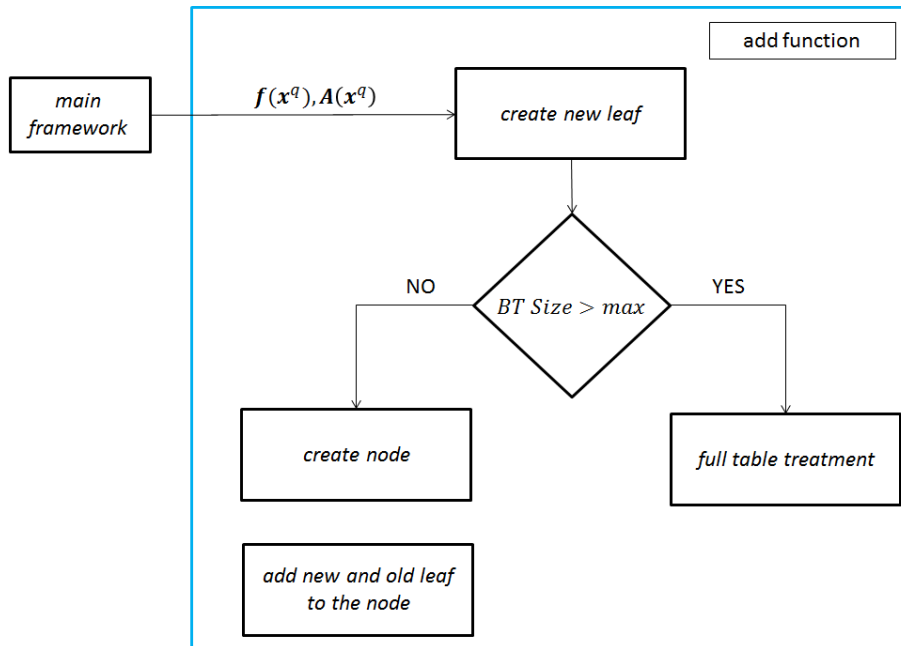 add function
main
framework
f(x^q), A(x^q)
create new leaf
NO
YES
BT Size > max
create node
full table treatment
add new and old leaf
to the node